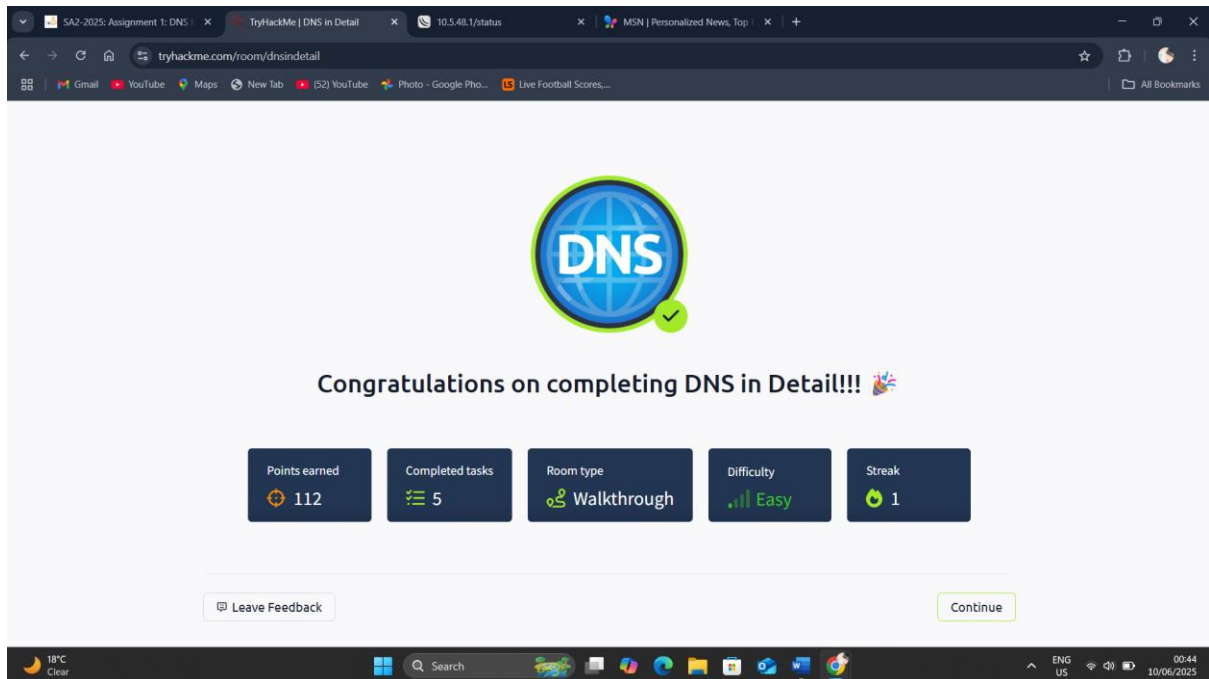 SA2-2025: Assignment 1: DNS
TryHackMe | DNS in Detail
10.5.48.1/status
MSN | Personalized News, Top
tryhackme.com/room/dnsindetail
Gmail
YouTube
Maps
New Tab
(52) YouTube
Photo - Google Pho...
LS
Live Football Scores,...
All Bookmarks
DNS
Congratulations on completing DNS in Detail!!! 🎉
Points earned
112
Completed tasks
5
Room type
Walkthrough
Difficulty
Easy
Streak
1
Leave Feedback
Continue
18°C
Clear
Search
ENG
US
00:44
10/06/2025